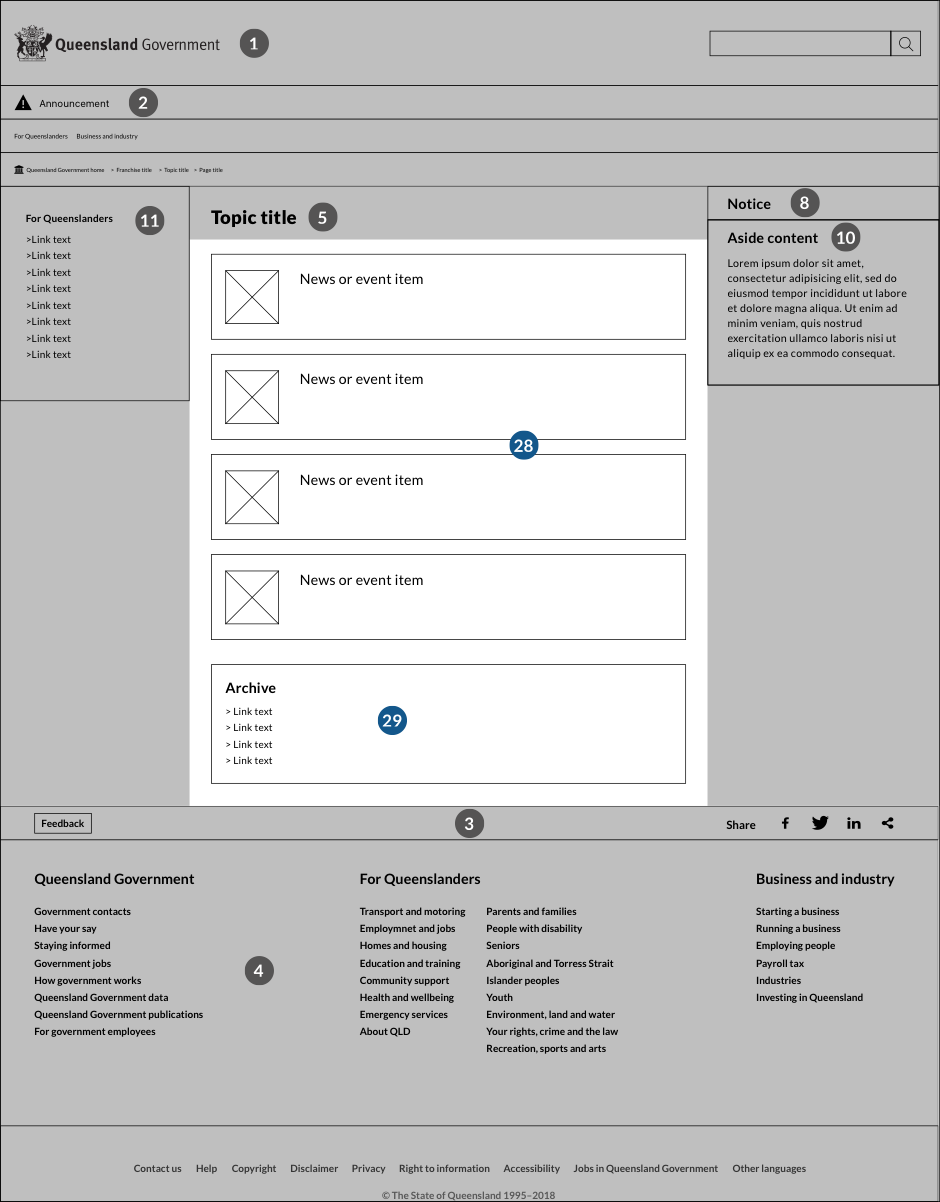 Queensland Government 1
Announcement 2
For Queenslanders Business and industry
Queensland Government home > Franchise title > Topic title > Page title
For Queenslanders 11
>Link text
>Link text
>Link text
>Link text
>Link text
>Link text
>Link text
>Link text
Topic title 5
News or event item
News or event item
28
News or event item
News or event item
Archive
> Link text
> Link text
> Link text
> Link text
29
Notice 8
Aside content 10
Lorem ipsum dolor sit amet,
consectetur adipisicing elit, sed do
eiusmod tempor incididunt ut labore
et dolore magna aliqua. Ut enim ad
minim veniam, quis nostrud
exercitation ullamco laboris nisi ut
aliquip ex ea commodo consequat.
Feedback 3 Share
Queensland Government
Government contacts
Have your say
Staying informed
Government jobs
How government works
Queensland Government data
Queensland Government publications
For government employees
4
For Queenslanders
Transport and motoring
Employmnet and jobs
Homes and housing
Education and training
Community support
Health and wellbeing
Emergency services
About QLD
Parents and families
People with disability
Seniors
Aboriginal and Torress Strait
Islander peoples
Youth
Environment, land and water
Your rights, crime and the law
Recreation, sports and arts
Business and industry
Starting a business
Running a business
Employing people
Payroll tax
Industries
Investing in Queensland
Contact us Help Copyright Disclaimer Privacy Right to information Accessibility Jobs in Queensland Government Other languages
© The State of Queensland 1995–2018